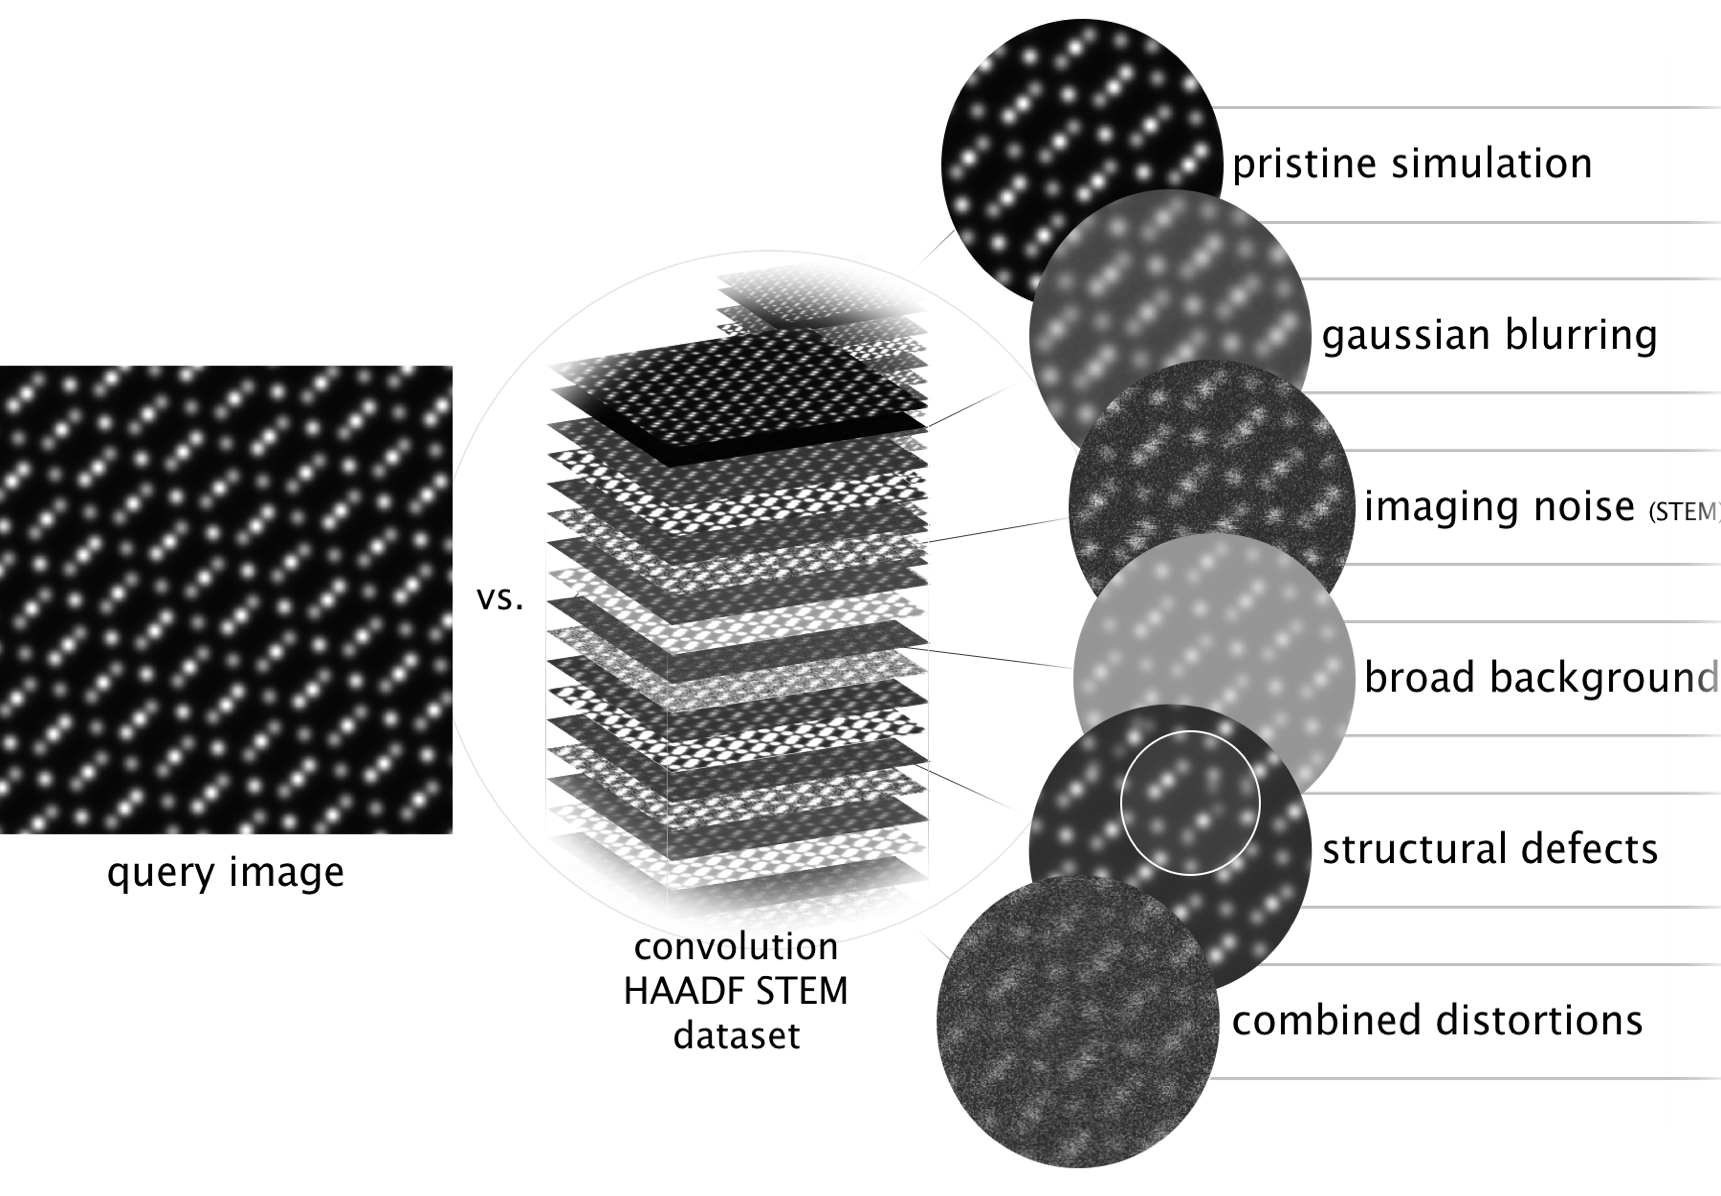 pristine simulation
gaussian blurring
imaging noise (STEM)
broad background
structural defects
combined distortions
vs.
query image
convolution
HAADF STEM
dataset